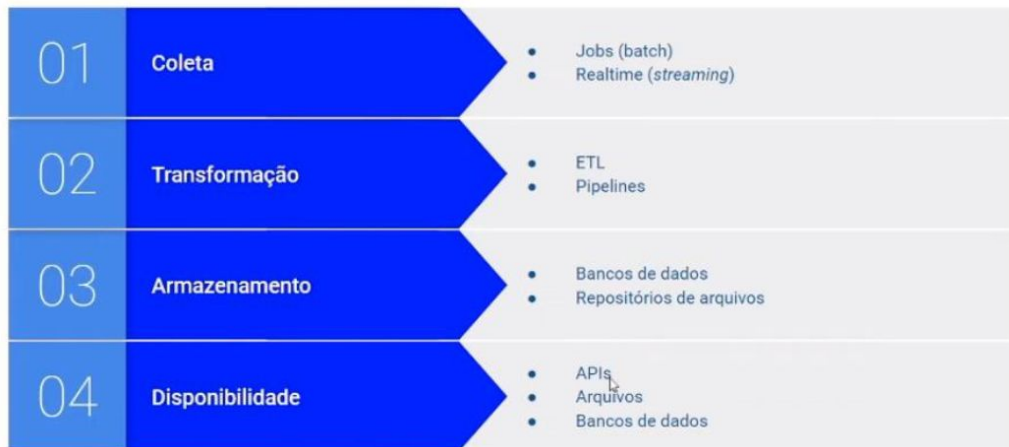 01
Coleta
● Jobs (batch)
● Realtime (streaming)
02
Transformação
● ETL
● Pipelines
03
Armazenamento
● Bancos de dados
● Repositórios de arquivos
04
Disponibilidade
● APIs
● Arquivos
● Bancos de dados